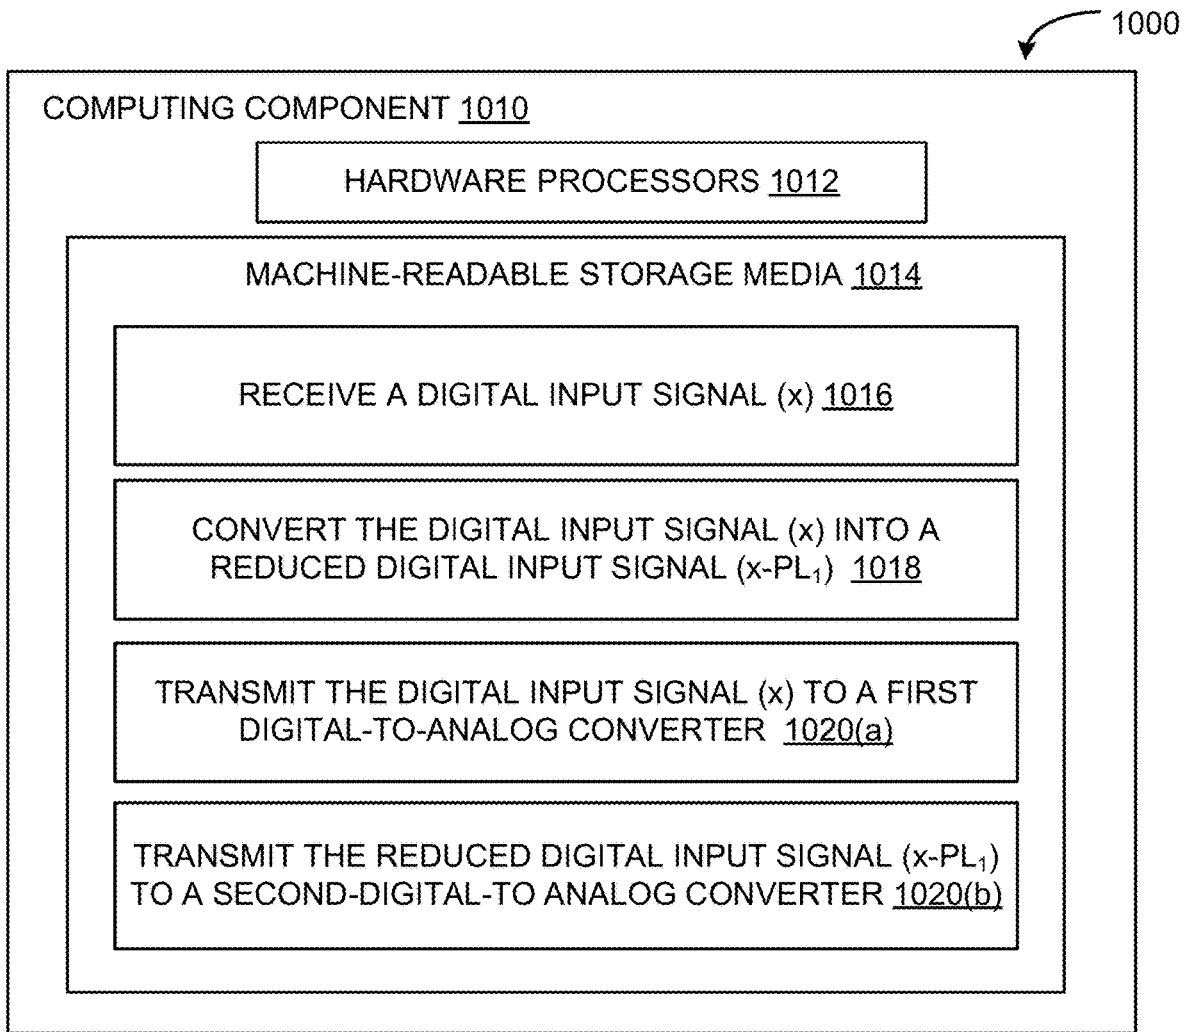 1000
COMPUTING COMPONENT 1010
HARDWARE PROCESSORS 1012
MACHINE-READABLE STORAGE MEDIA 1014
RECEIVE A DIGITAL INPUT SIGNAL (x) 1016
CONVERT THE DIGITAL INPUT SIGNAL (x) INTO A
REDUCED DIGITAL INPUT SIGNAL (x-PL₁) 1018
TRANSMIT THE DIGITAL INPUT SIGNAL (x) TO A FIRST
DIGITAL-TO-ANALOG CONVERTER 1020(a)
TRANSMIT THE REDUCED DIGITAL INPUT SIGNAL (x-PL₁)
TO A SECOND-DIGITAL-TO ANALOG CONVERTER 1020(b)